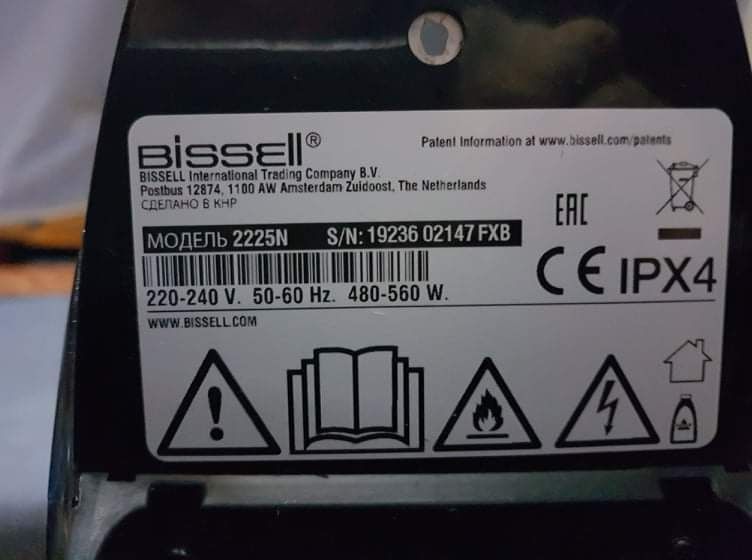 BISSELL®
Patent Information at www.bissell.com/patents
BISSELL International Trading Company B.V.
Postbus 12874, 1100 AW Amsterdam Zuidoost, The Netherlands
СДЕЛАНО В КНР
EAC
МОДЕЛЬ 2225N S/N: 19236 02147 FXB
CE IPX4
220-240 V. 50-60 Hz. 480-560 W.
WWW.BISSELL.COM